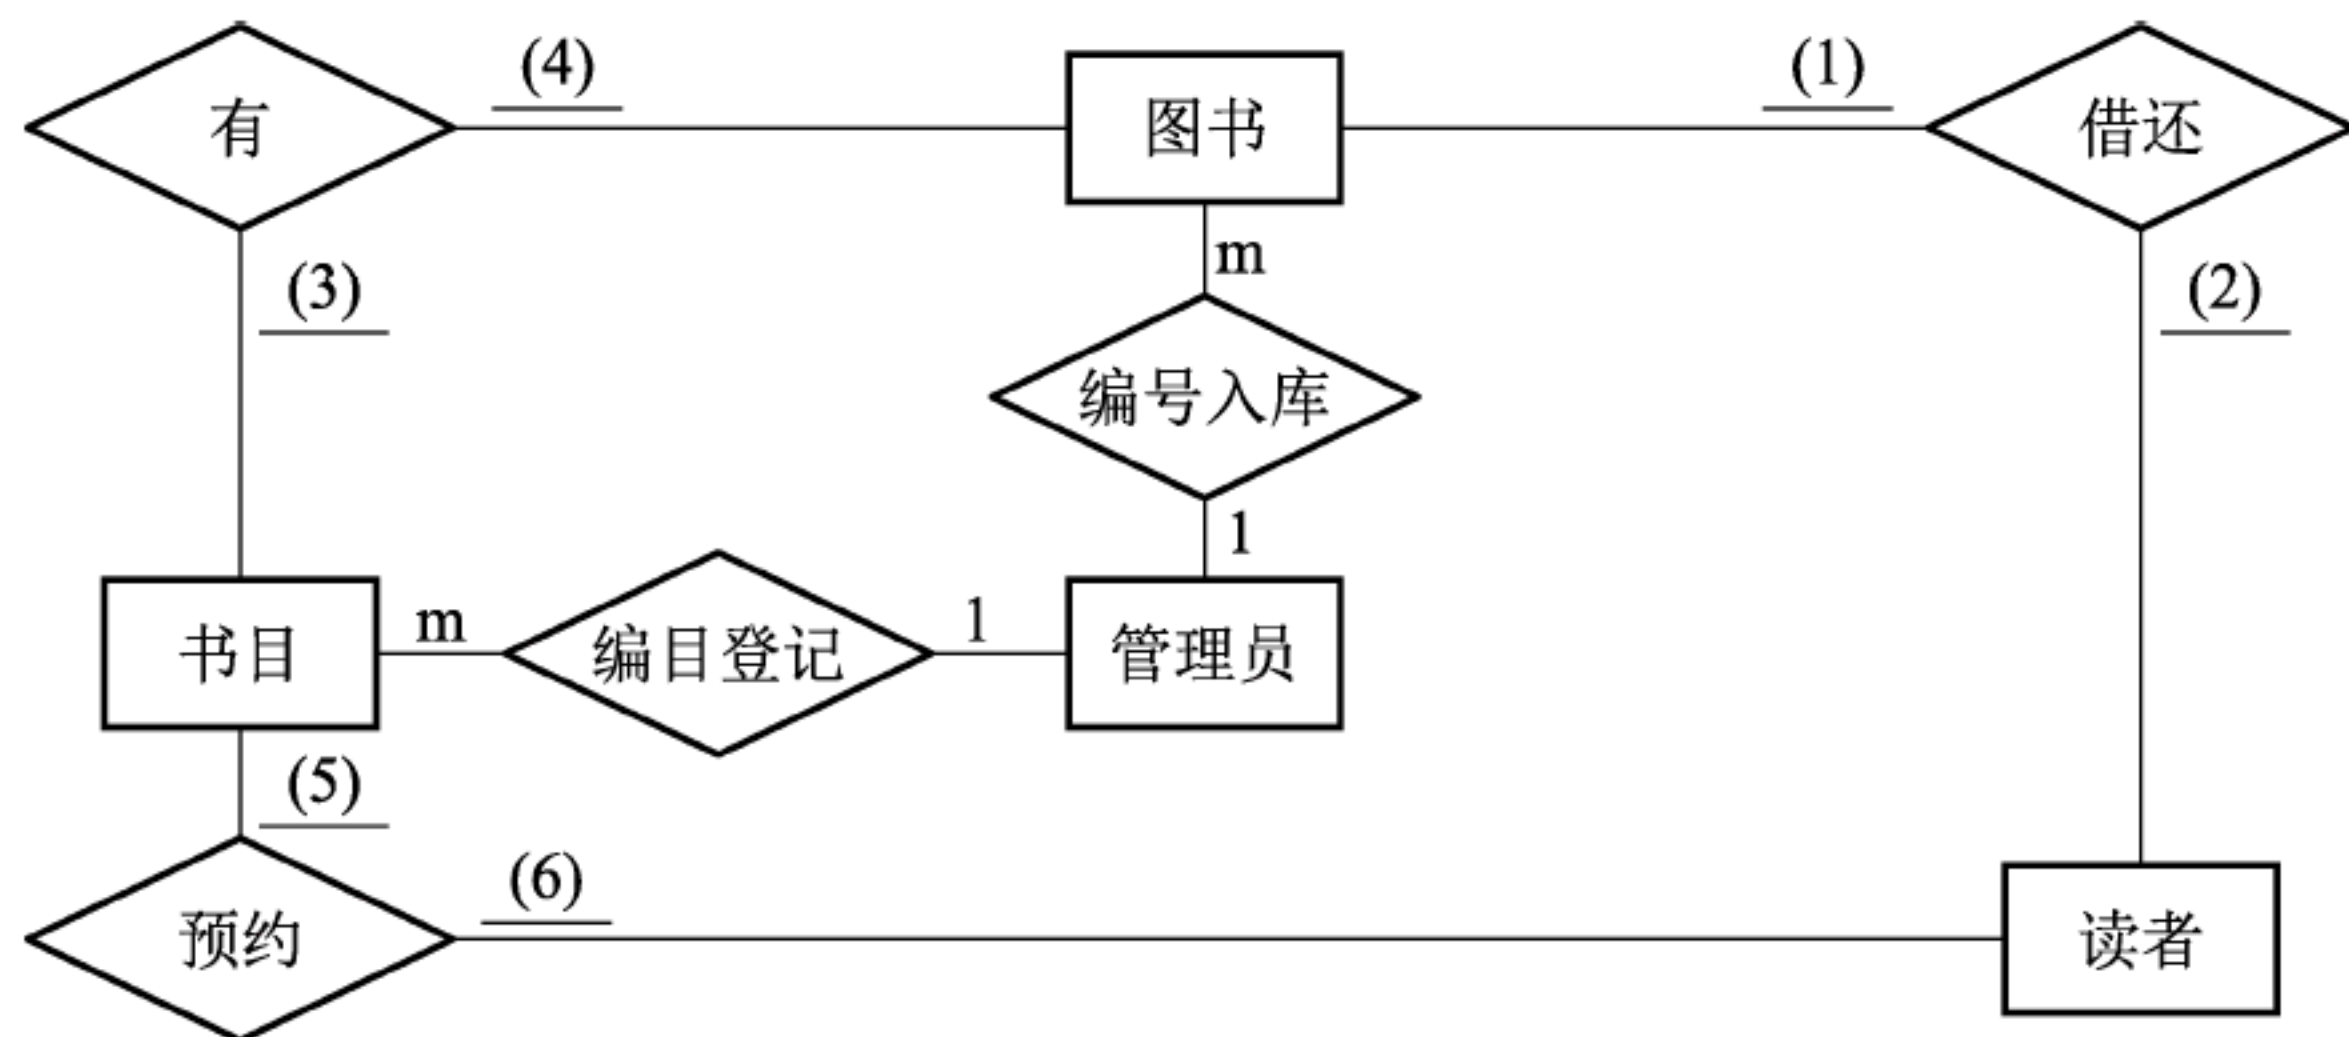 (4)
(1)
有
图书
借还
m
(3)
(2)
编号入库
1
书目
m
编目登记
1
管理员
(5)
(6)
预约
读者